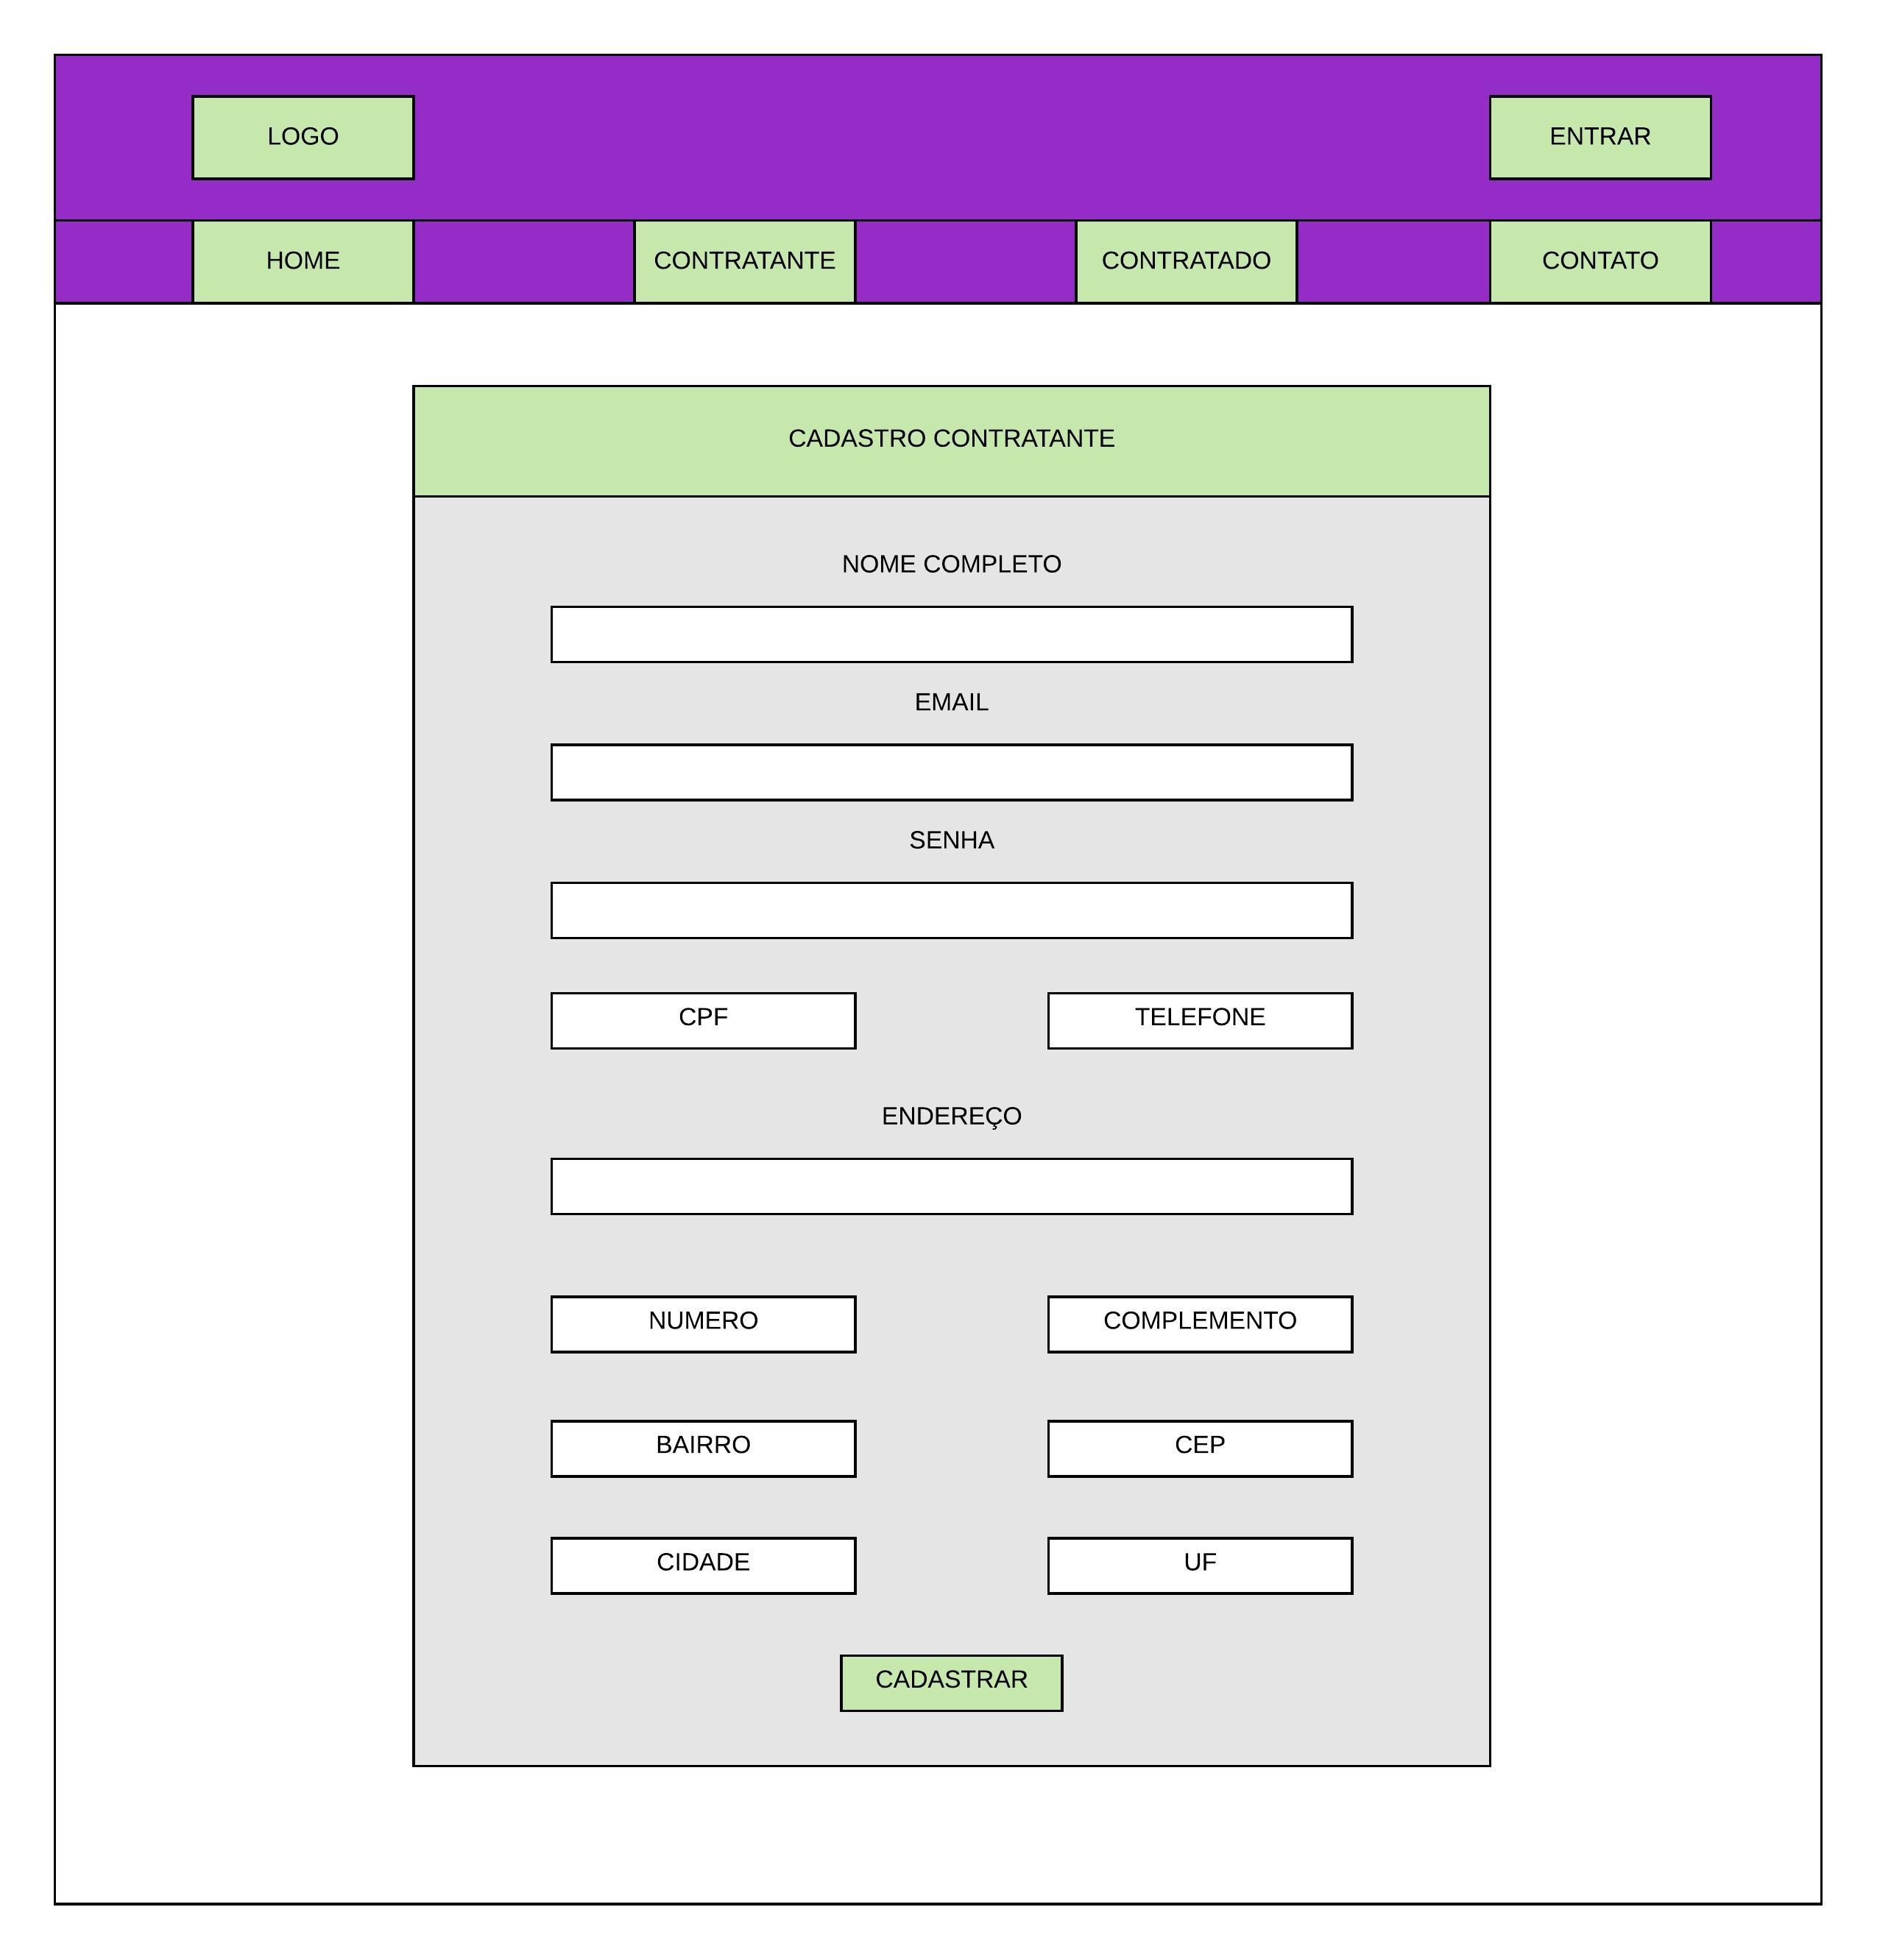 LOGO
ENTRAR
HOME
CONTRATANTE
CONTRATADO
CONTATO
CADASTRO CONTRATANTE
NOME COMPLETO
EMAIL
SENHA
CPF
TELEFONE
ENDEREÇO
NUMERO
COMPLEMENTO
BAIRRO
CEP
CIDADE
UF
CADASTRAR